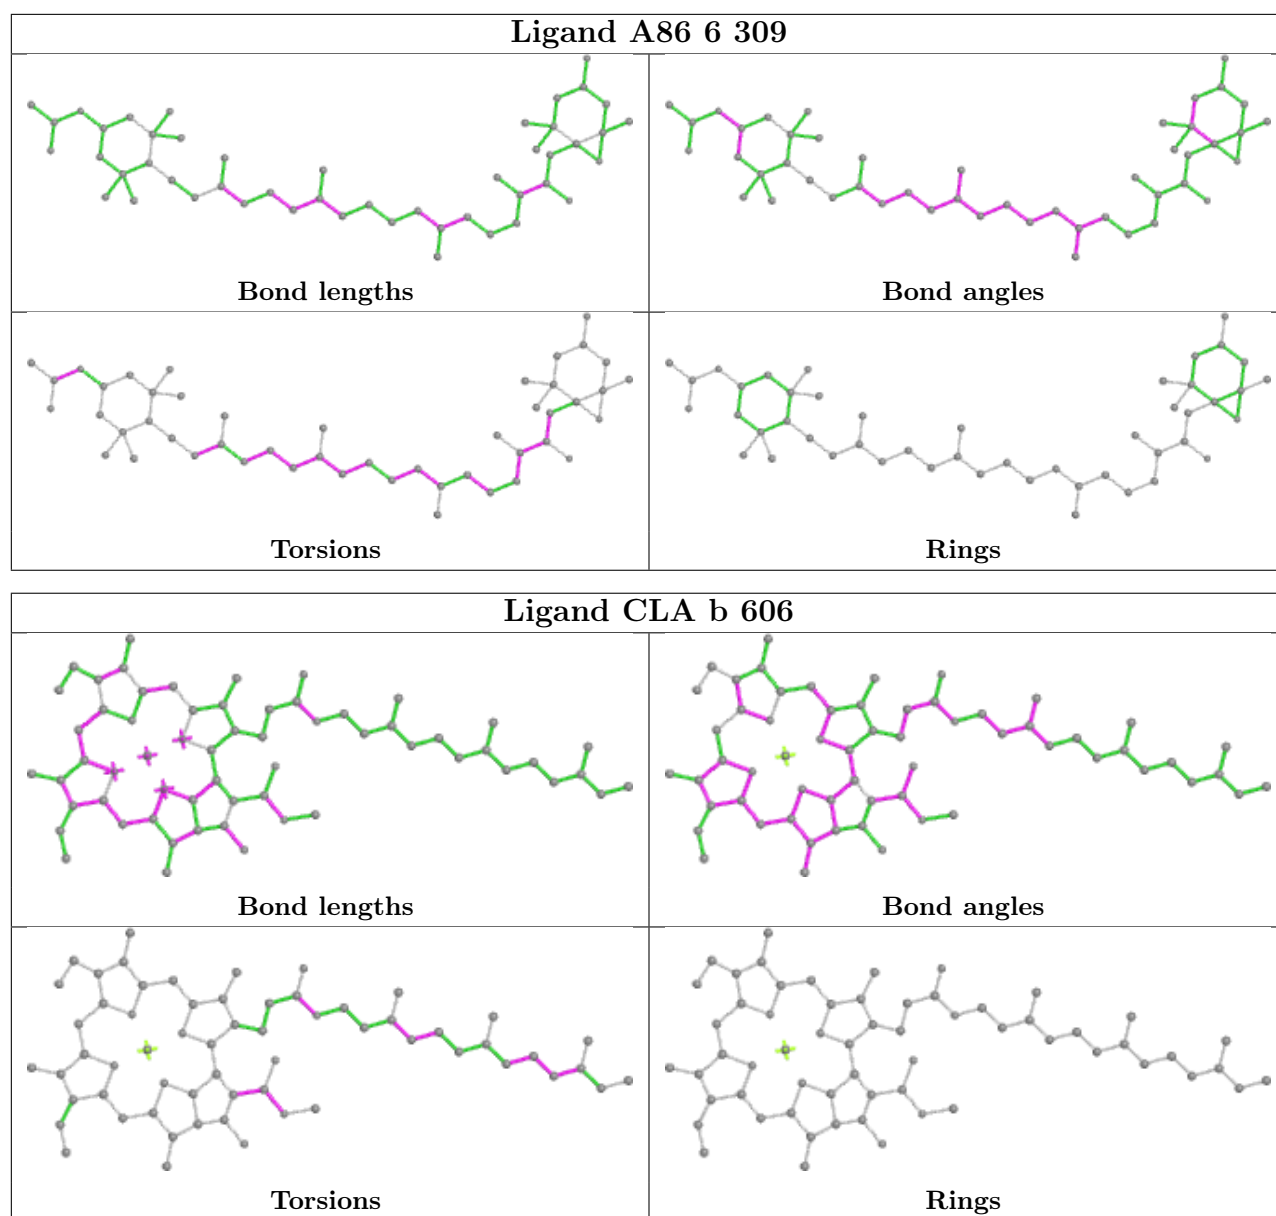 Ligand A86 6 309
Bond lengths
Bond angles
Torsions
Rings
Ligand CLA b 606
Bond lengths
Bond angles
Torsions
Rings